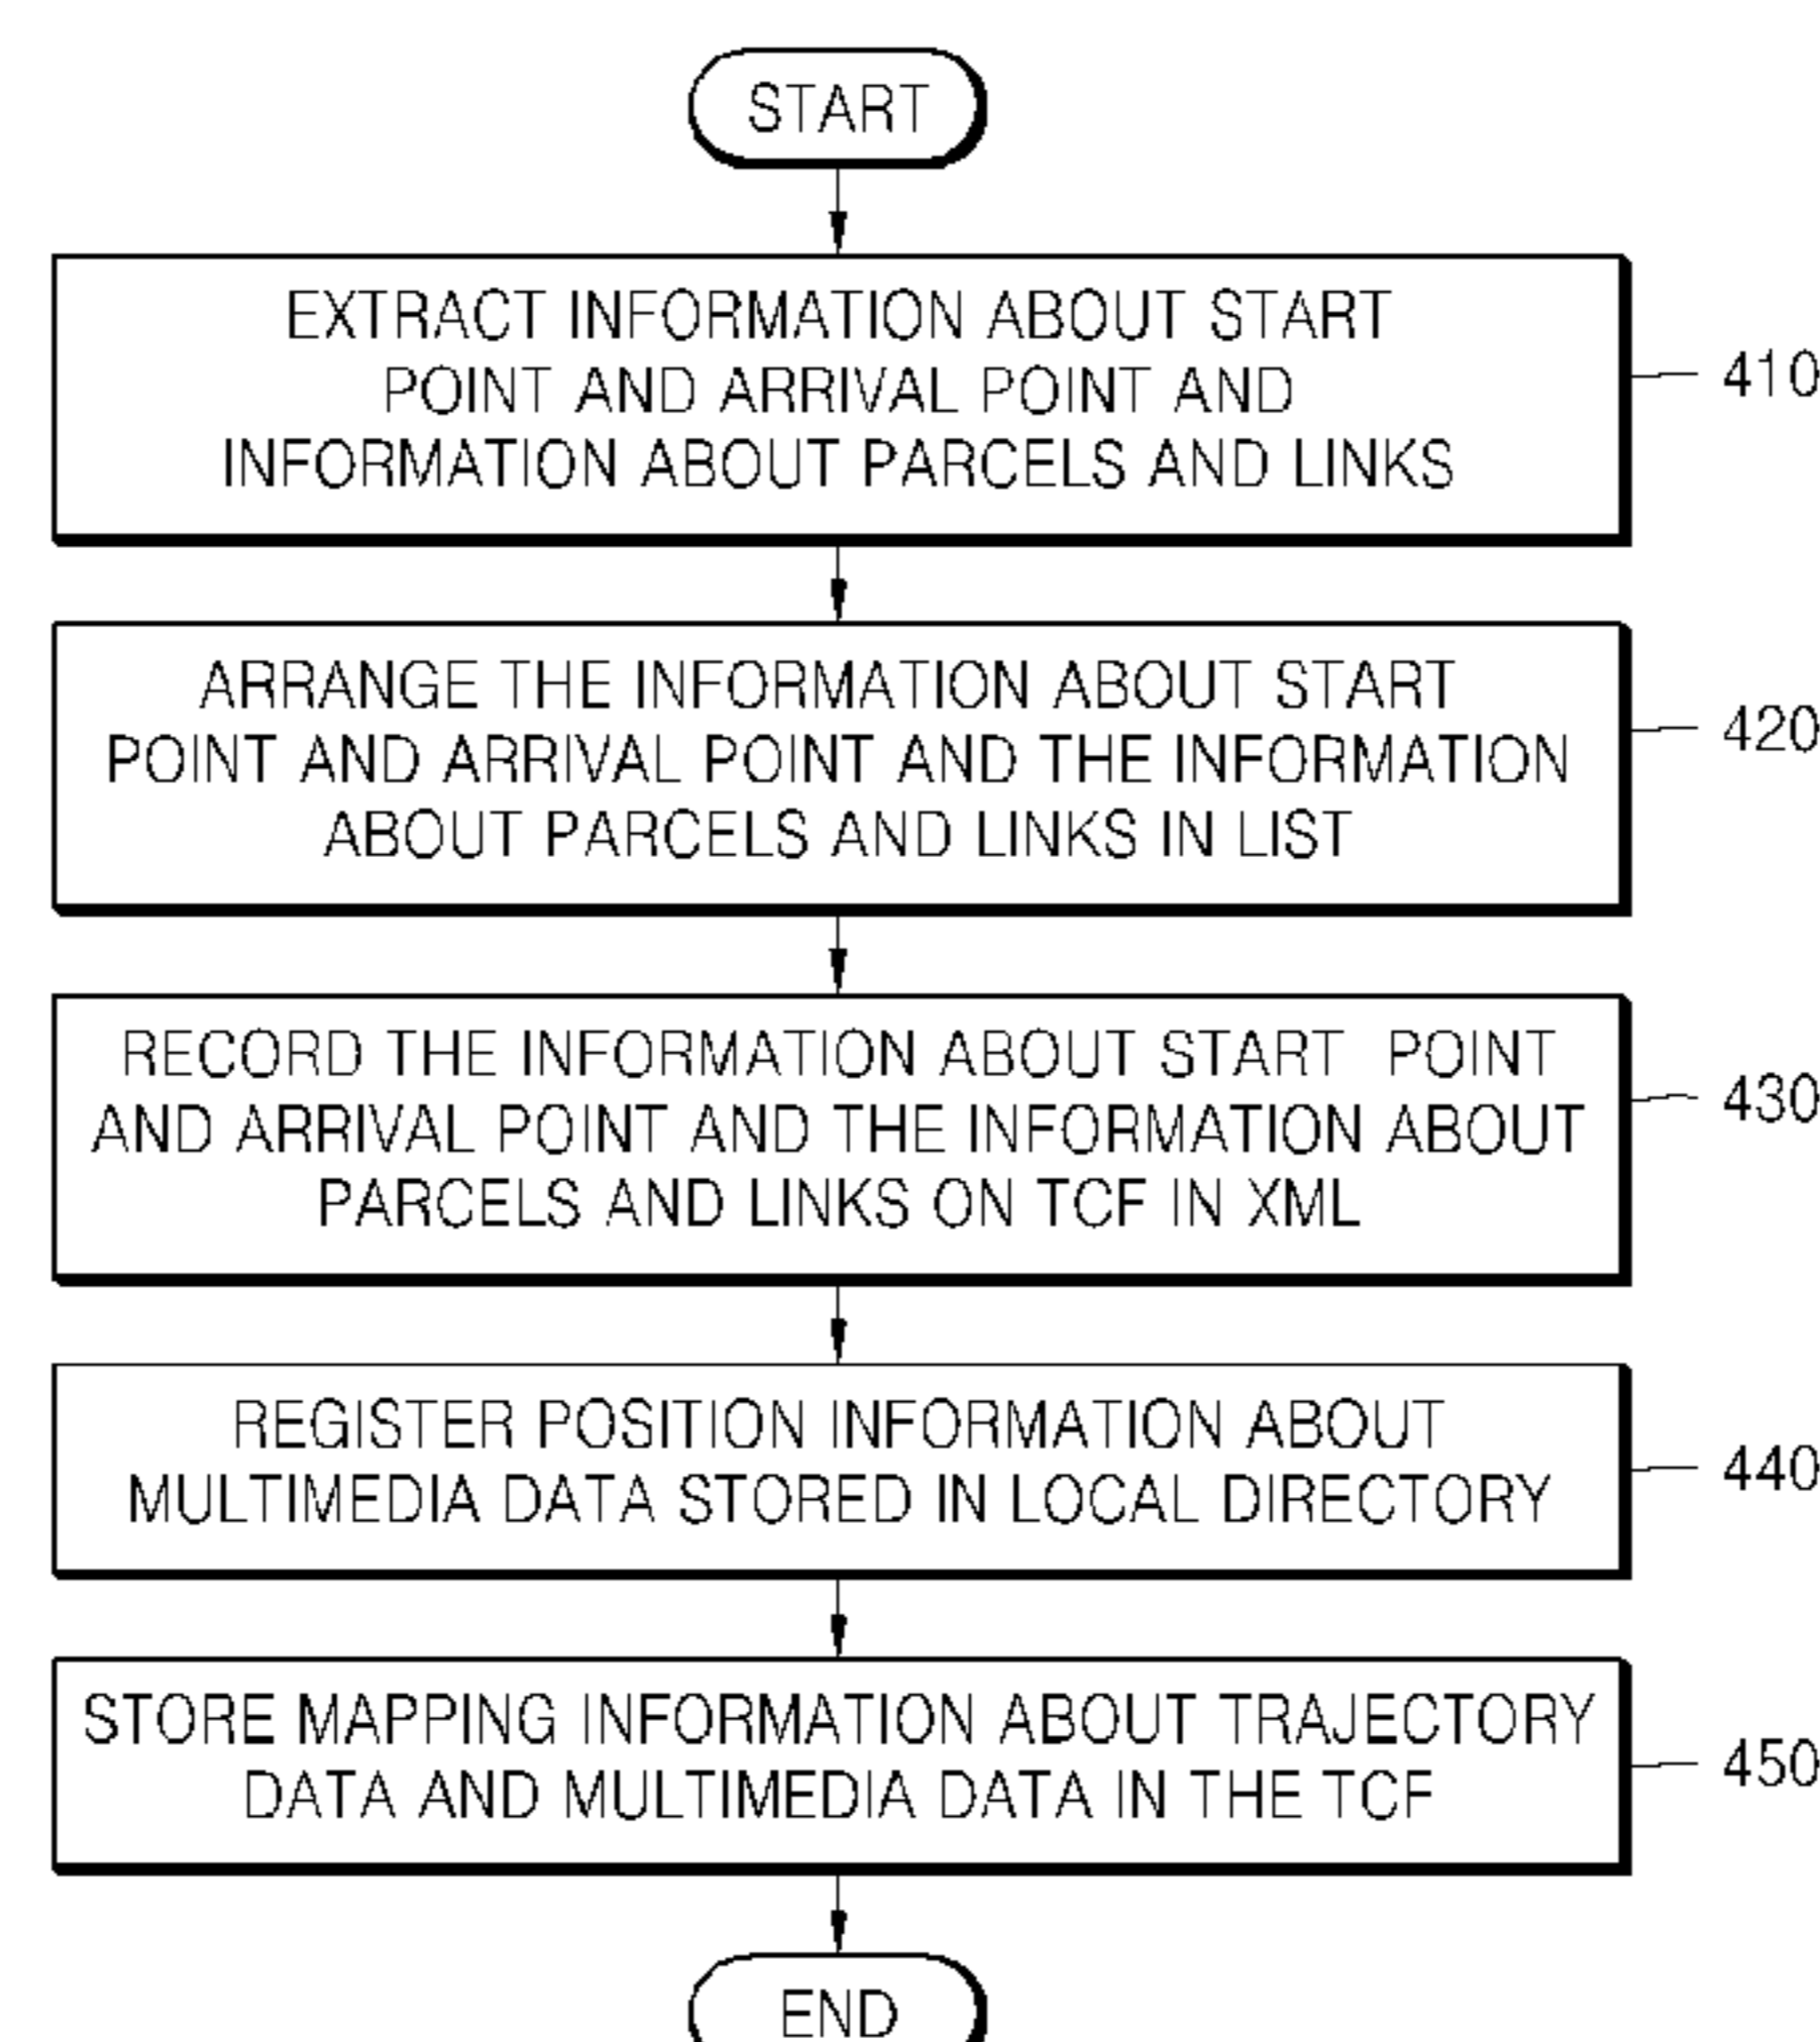 START
EXTRACT INFORMATION ABOUT START
POINT AND ARRIVAL POINT AND
INFORMATION ABOUT PARCELS AND LINKS
410
ARRANGE THE INFORMATION ABOUT START
POINT AND ARRIVAL POINT AND THE INFORMATION
ABOUT PARCELS AND LINKS IN LIST
420
RECORD THE INFORMATION ABOUT START POINT
AND ARRIVAL POINT AND THE INFORMATION ABOUT
PARCELS AND LINKS ON TCF IN XML
430
REGISTER POSITION INFORMATION ABOUT
MULTIMEDIA DATA STORED IN LOCAL DIRECTORY
440
STORE MAPPING INFORMATION ABOUT TRAJECTORY
DATA AND MULTIMEDIA DATA IN THE TCF
450
END